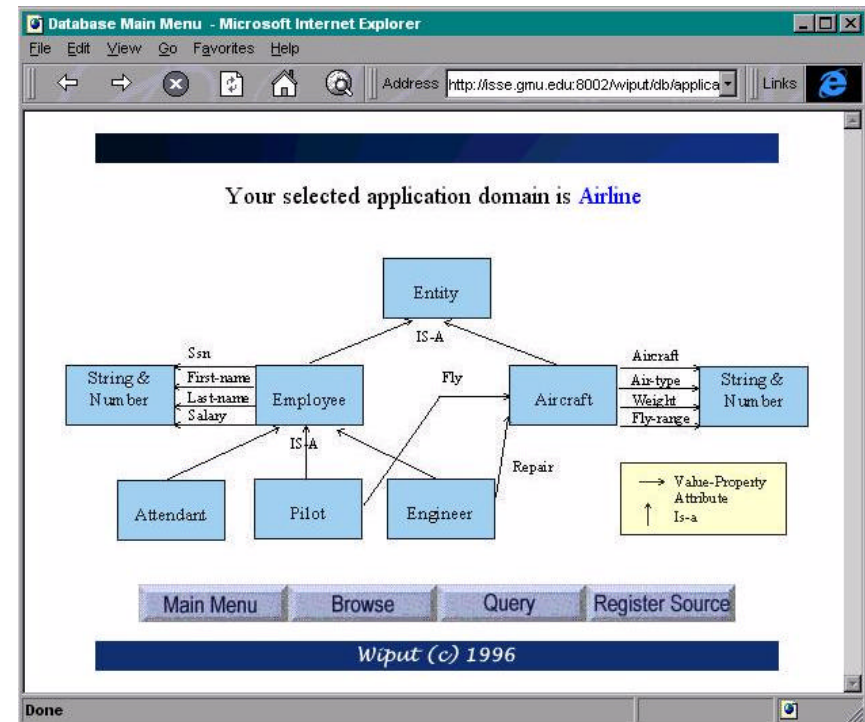 Database Main Menu - Microsoft Internet Explorer
File Edit View Go Favorites Help
Address http://isse.gmu.edu:8002/wiput/db/applica Links
Your selected application domain is Airline
Entity
IS-A
Ssn
First-name
Last-name
Salary
String &
Number
Employee
Fly
Aircraft
Aircraft
Air-type
Weight
Fly-range
String &
Number
IS-A
Repair
Attendant
Pilot
Engineer
Value-Property
Attribute
Is-a
Main Menu Browse Query Register Source
Wiput (c) 1996
Done